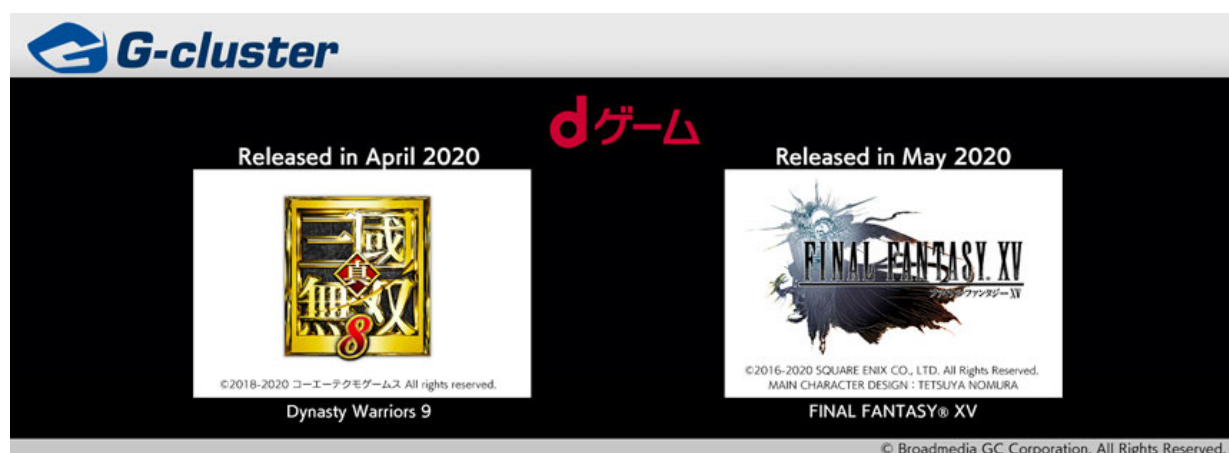 G-cluster
dゲーム
Released in April 2020
三國
真
無双
8
©2018-2020 コーエーテクモゲームス All rights reserved.
Dynasty Warriors 9
Released in May 2020
FINAL FANTASY XV
ファイナルファンタジーXV
©2016-2020 SQUARE ENIX CO., LTD. All Rights Reserved.
MAIN CHARACTER DESIGN : TETSUYA NOMURA
FINAL FANTASY® XV
© Broadmedia GC Corporation. All Rights Reserved.